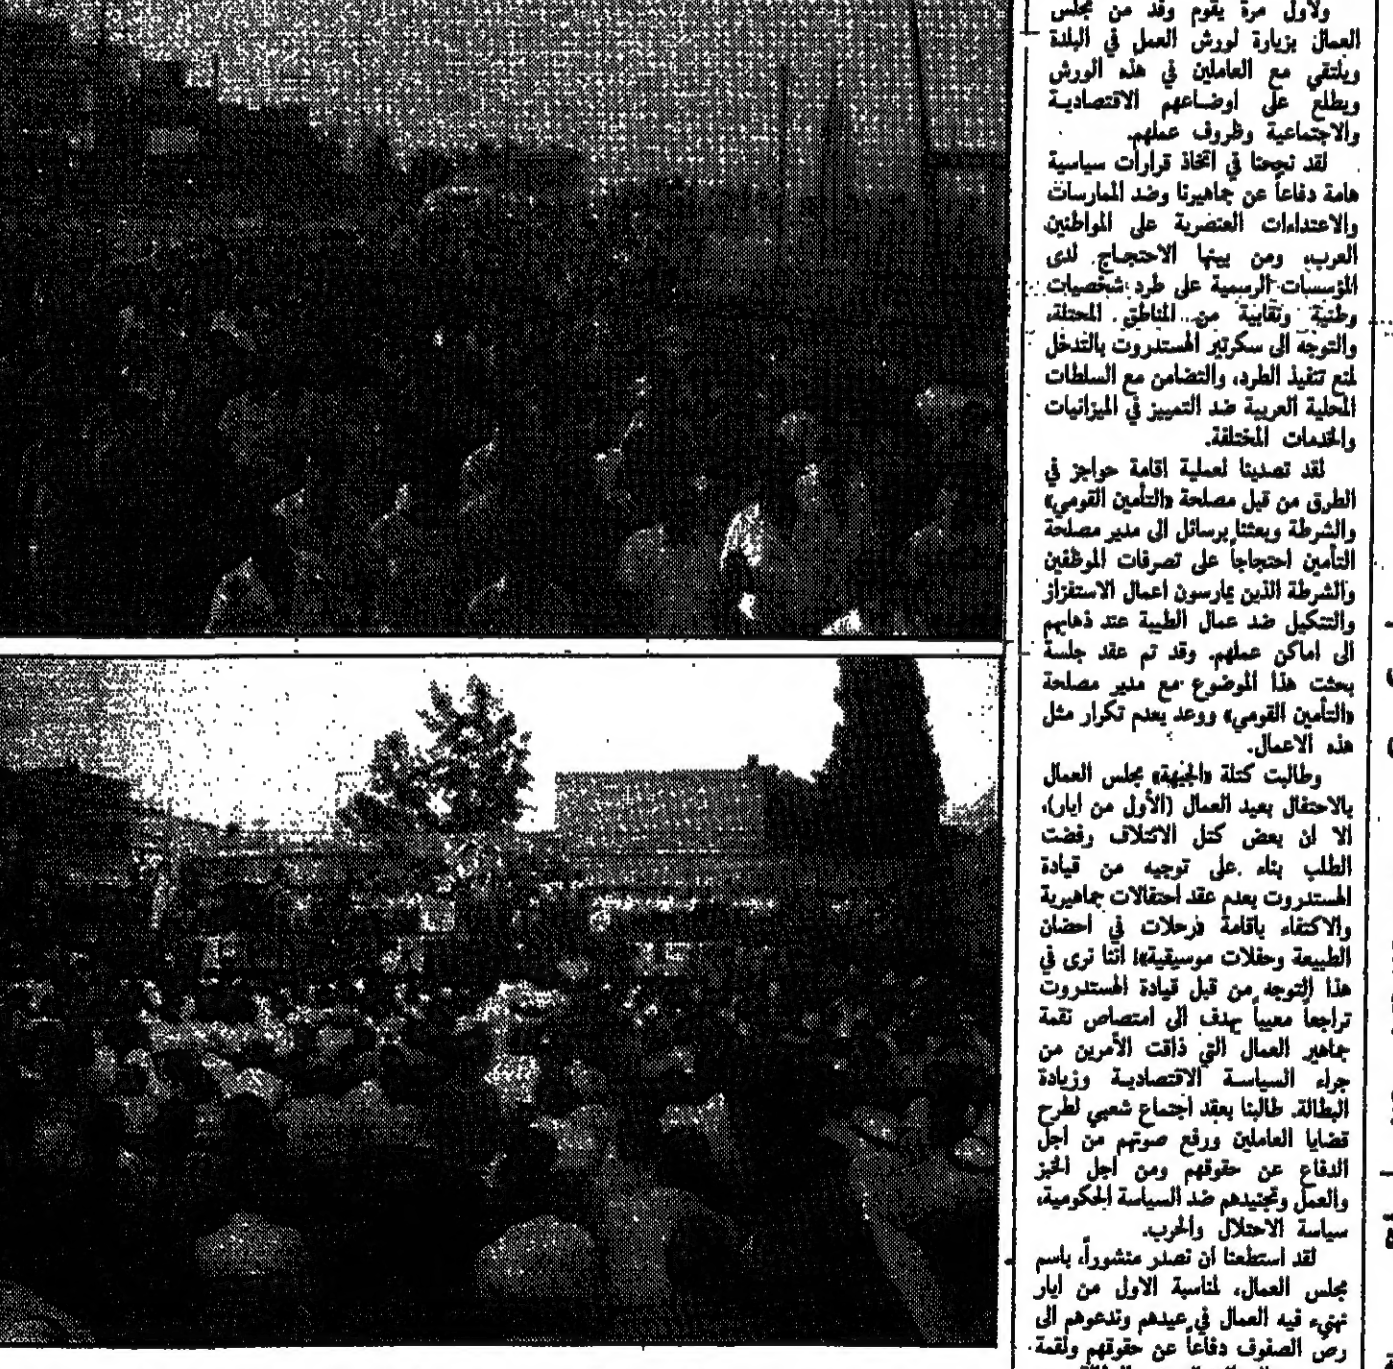 ولأول مرة يقوم وفد من مجلس
العمال بزيارة لورش العمل في البلدة
ويلتقي مع العاملين في هذه الورش
ويطلع على اوضاعهم الاقتصادية
والاجتماعية وظروف عملهم.
لقد نجحنا في اتخاذ قرارات سياسية
هامة دفاعاً عن جماهيرنا وضد الممارسات
والاعتداءات العنصرية على المواطنين
العرب، ومن بينها الاحتجاج لدى
المؤسسات الرسمية على طرد شخصيات
وطنية ونقابية من المناطق المحتلة،
والتوجه الى سكرتير الهستدروت بالتدخل
لمنع تنفيذ الطرد، والتضامن مع السلطات
المحلية العربية ضد التمييز في الميزانيات
والخدمات المختلفة.
لقد تصدينا لعملية اقامة حواجز في
الطرق من قبل مصلحة «التأمين القومي»
والشرطة وبعثنا برسائل الى مدير مصلحة
التأمين احتجاجاً على تصرفات الموظفين
والشرطة الذين يمارسون اعمال الاستفزاز
والتنكيل ضد عمال الطيبة عند ذهابهم
الى اماكن عملهم. وقد تم عقد جلسة
بحثت هذا الموضوع مع مدير مصلحة
«التأمين القومي» ووعد بعدم تكرار مثل
هذه الاعمال.
وطالبت كتلة «الجبهة» مجلس العمال
بالاحتفال بعيد العمال (الأول من ايار)،
الا ان بعض كتل الائتلاف رفضت
الطلب بناء على توجيه من قيادة
الهستدروت بعدم عقد احتفالات جماهيرية
والاكتفاء باقامة «رحلات في احضان
الطبيعة وحفلات موسيقية»! اننا نرى في
هذا التوجه من قبل قيادة الهستدروت
تراجعاً معيباً يهدف الى امتصاص نقمة
جماهير العمال التي ذاقت الأمرين من
جراء السياسة الاقتصادية وزيادة
البطالة. طالبنا بعقد اجتماع شعبي لطرح
قضايا العاملين ورفع صوتهم من اجل
الدفاع عن حقوقهم ومن اجل الخبز
والعمل وتجنيدهم ضد السياسة الحكومية،
سياسة الاحتلال والحرب.
لقد استطعنا ان نصدر منشوراً، باسم
مجلس العمال، لمناسبة الاول من ايار
نهنيء فيه العمال في عيدهم وندعوهم الى
رص الصفوف دفاعاً عن حقوقهم ولقمة